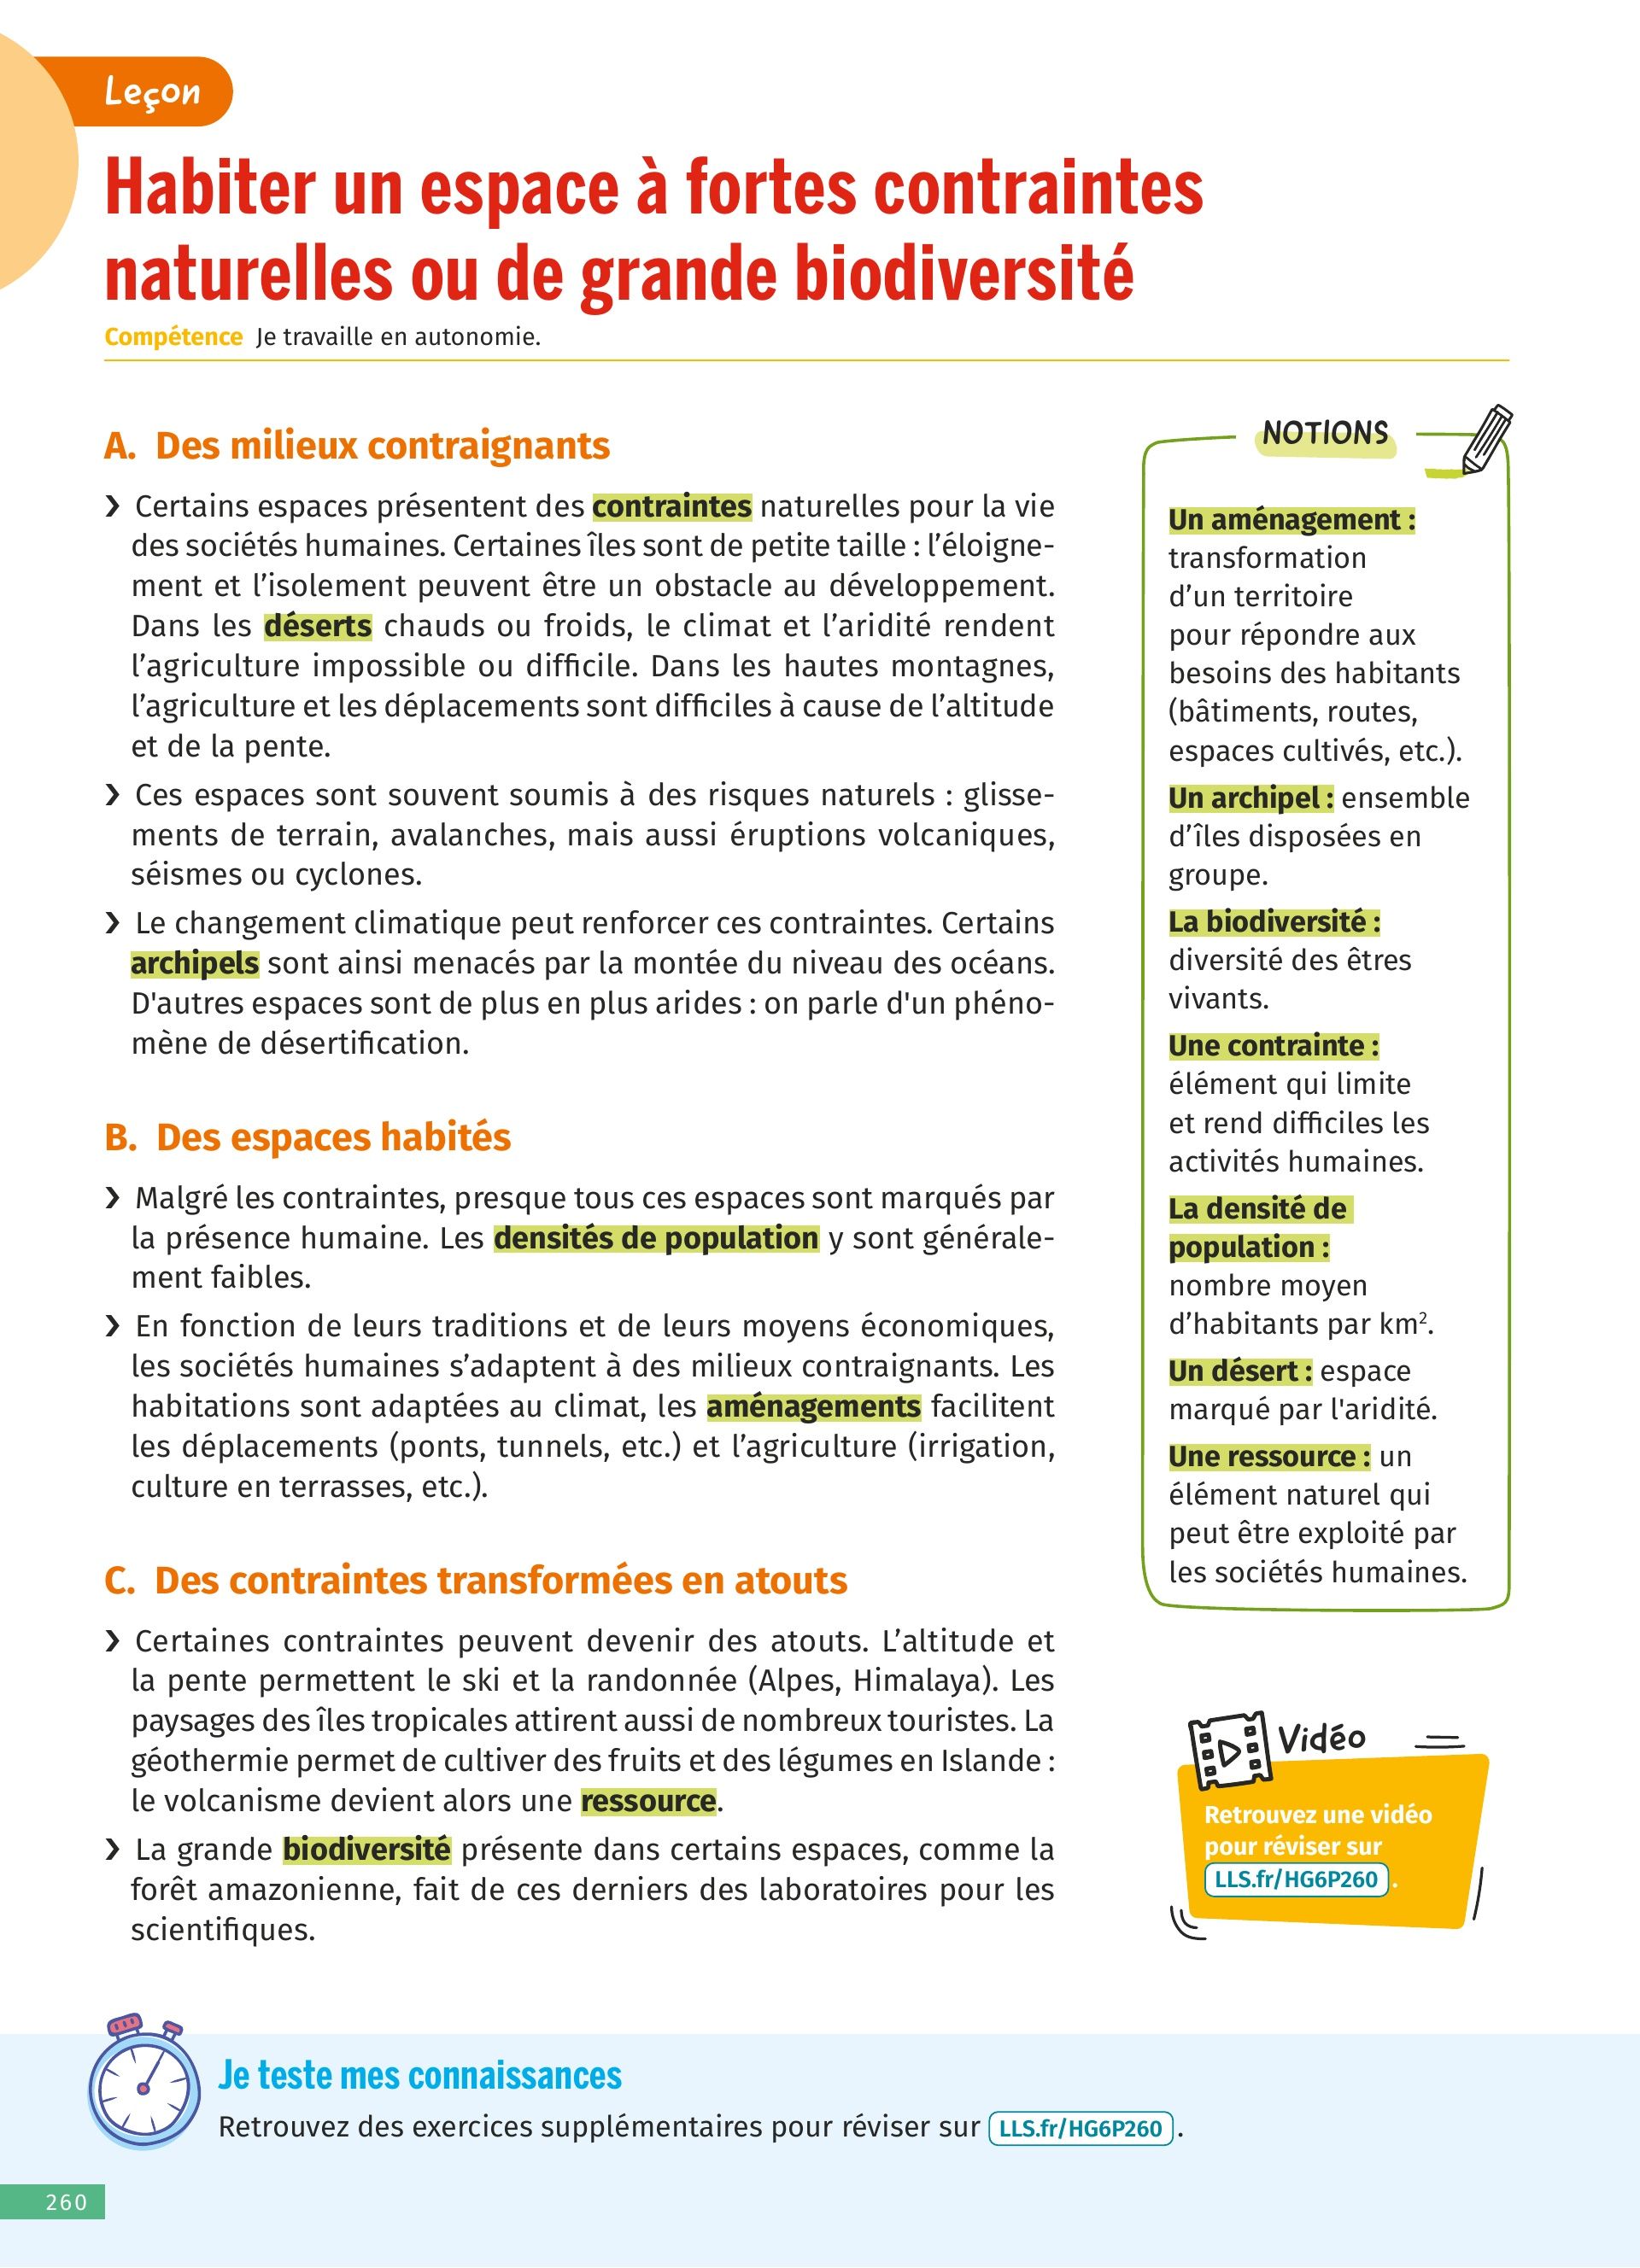 Leçon
Habiter un espace à fortes contraintes
naturelles ou de grande biodiversité
Compétence Je travaille en autonomie.
A. Des milieux contraignants
❯ Certains espaces présentent des contraintes naturelles pour la vie
des sociétés humaines. Certaines îles sont de petite taille : l’éloigne-
ment et l’isolement peuvent être un obstacle au développement.
Dans les déserts chauds ou froids, le climat et l’aridité rendent
l’agriculture impossible ou difficile. Dans les hautes montagnes,
l’agriculture et les déplacements sont difficiles à cause de l’altitude
et de la pente.
❯ Ces espaces sont souvent soumis à des risques naturels : glisse-
ments de terrain, avalanches, mais aussi éruptions volcaniques,
séismes ou cyclones.
❯ Le changement climatique peut renforcer ces contraintes. Certains
archipels sont ainsi menacés par la montée du niveau des océans.
D'autres espaces sont de plus en plus arides : on parle d'un phéno-
mène de désertification.
B. Des espaces habités
❯ Malgré les contraintes, presque tous ces espaces sont marqués par
la présence humaine. Les densités de population y sont générale-
ment faibles.
❯ En fonction de leurs traditions et de leurs moyens économiques,
les sociétés humaines s’adaptent à des milieux contraignants. Les
habitations sont adaptées au climat, les aménagements facilitent
les déplacements (ponts, tunnels, etc.) et l’agriculture (irrigation,
culture en terrasses, etc.).
C. Des contraintes transformées en atouts
❯ Certaines contraintes peuvent devenir des atouts. L’altitude et
la pente permettent le ski et la randonnée (Alpes, Himalaya). Les
paysages des îles tropicales attirent aussi de nombreux touristes. La
géothermie permet de cultiver des fruits et des légumes en Islande :
le volcanisme devient alors une ressource.
❯ La grande biodiversité présente dans certains espaces, comme la
forêt amazonienne, fait de ces derniers des laboratoires pour les
scientifiques.
NOTIONS
Un aménagement :
transformation
d’un territoire
pour répondre aux
besoins des habitants
(bâtiments, routes,
espaces cultivés, etc.).
Un archipel : ensemble
d’îles disposées en
groupe.
La biodiversité :
diversité des êtres
vivants.
Une contrainte :
élément qui limite
et rend difficiles les
activités humaines.
La densité de
population :
nombre moyen
d’habitants par km².
Un désert : espace
marqué par l'aridité.
Une ressource : un
élément naturel qui
peut être exploité par
les sociétés humaines.
Vidéo
Retrouvez une vidéo
pour réviser sur
LLS.fr/HG6P260 .
Je teste mes connaissances
Retrouvez des exercices supplémentaires pour réviser sur LLS.fr/HG6P260 .
260